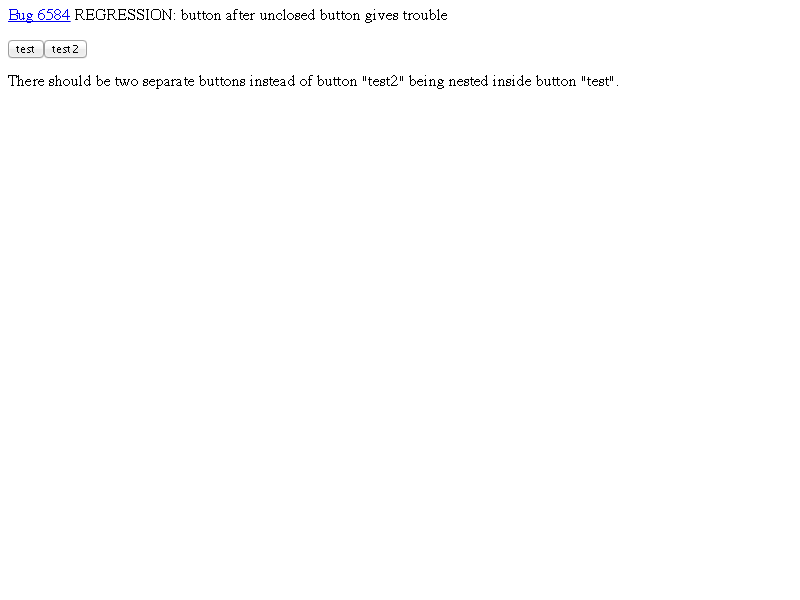 Bug 6584 REGRESSION: button after unclosed button gives trouble
test test2
There should be two separate buttons instead of button "test2" being nested inside button "test".